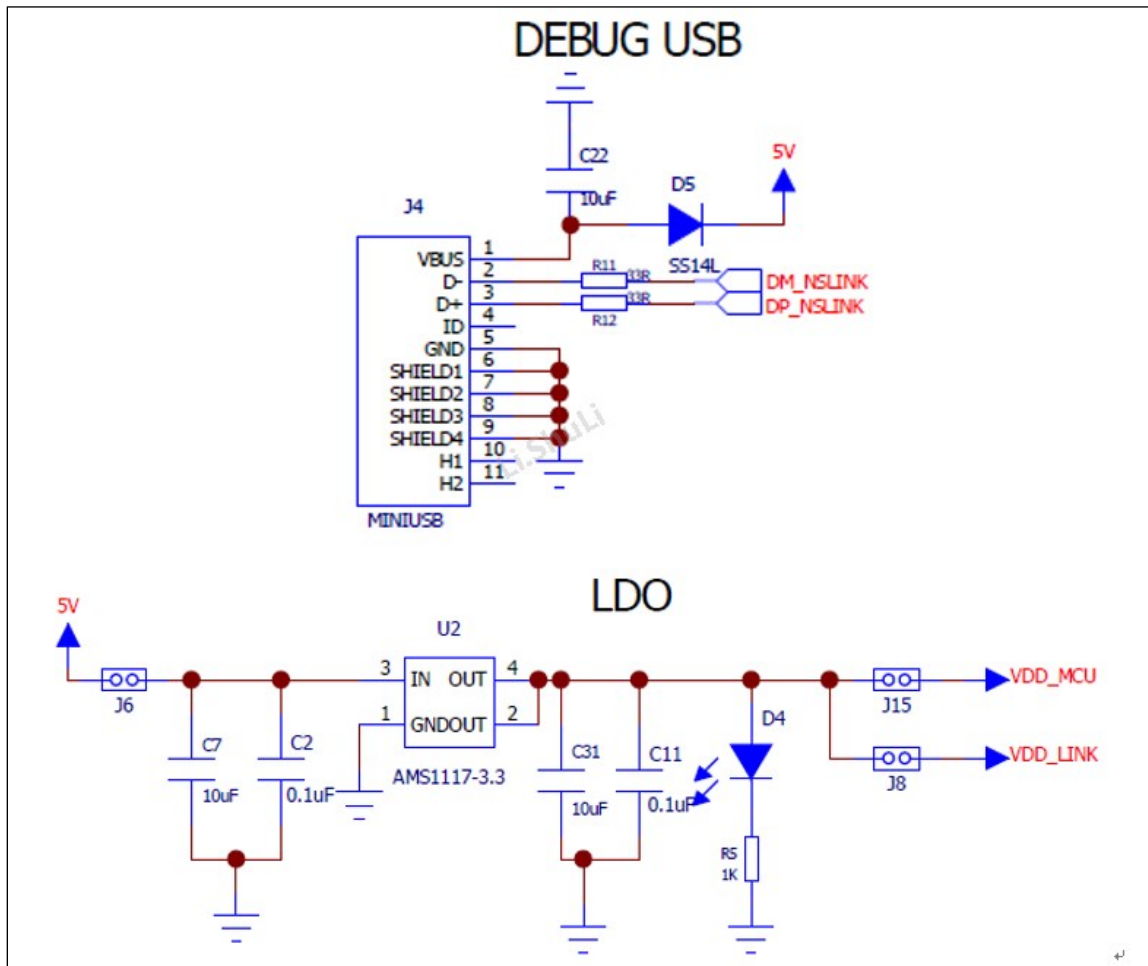 DEBUG USB
C22
10uF
D5
5V
SS14L
J4
VBUS 1
D- 2
D+ 3
ID 4
GND 5
SHIELD1 6
SHIELD2 7
SHIELD3 8
SHIELD4 9
H1 10
H2 11
MINIUSB
R11 33R
DM_NSLINK
33R
R12
DP_NSLINK
Li.ShuLi
LDO
5V
J6
C7
10uF
C2
0.1uF
U2
3 IN OUT 4
1 GNDOUT 2
AMS1117-3.3
C31
10uF
C11
0.1uF
D4
R5
1K
J15
VDD_MCU
J8
VDD_LINK